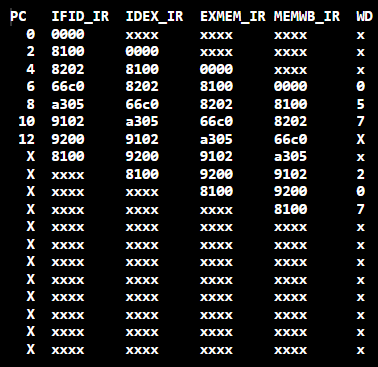 PC IFID_IR IDEX_IR EXMEM_IR MEMWB_IR WD
0 0000 xxxx xxxx xxxx x
2 8100 0000 xxxx xxxx x
4 8202 8100 0000 xxxx x
6 66c0 8202 8100 0000 0
8 a305 66c0 8202 8100 5
10 9102 a305 66c0 8202 7
12 9200 9102 a305 66c0 X
X 8100 9200 9102 a305 x
X xxxx 8100 9200 9102 2
X xxxx xxxx 8100 9200 0
X xxxx xxxx xxxx 8100 7
X xxxx xxxx xxxx xxxx x
X xxxx xxxx xxxx xxxx x
X xxxx xxxx xxxx xxxx x
X xxxx xxxx xxxx xxxx x
X xxxx xxxx xxxx xxxx x
X xxxx xxxx xxxx xxxx x
X xxxx xxxx xxxx xxxx x
X xxxx xxxx xxxx xxxx x